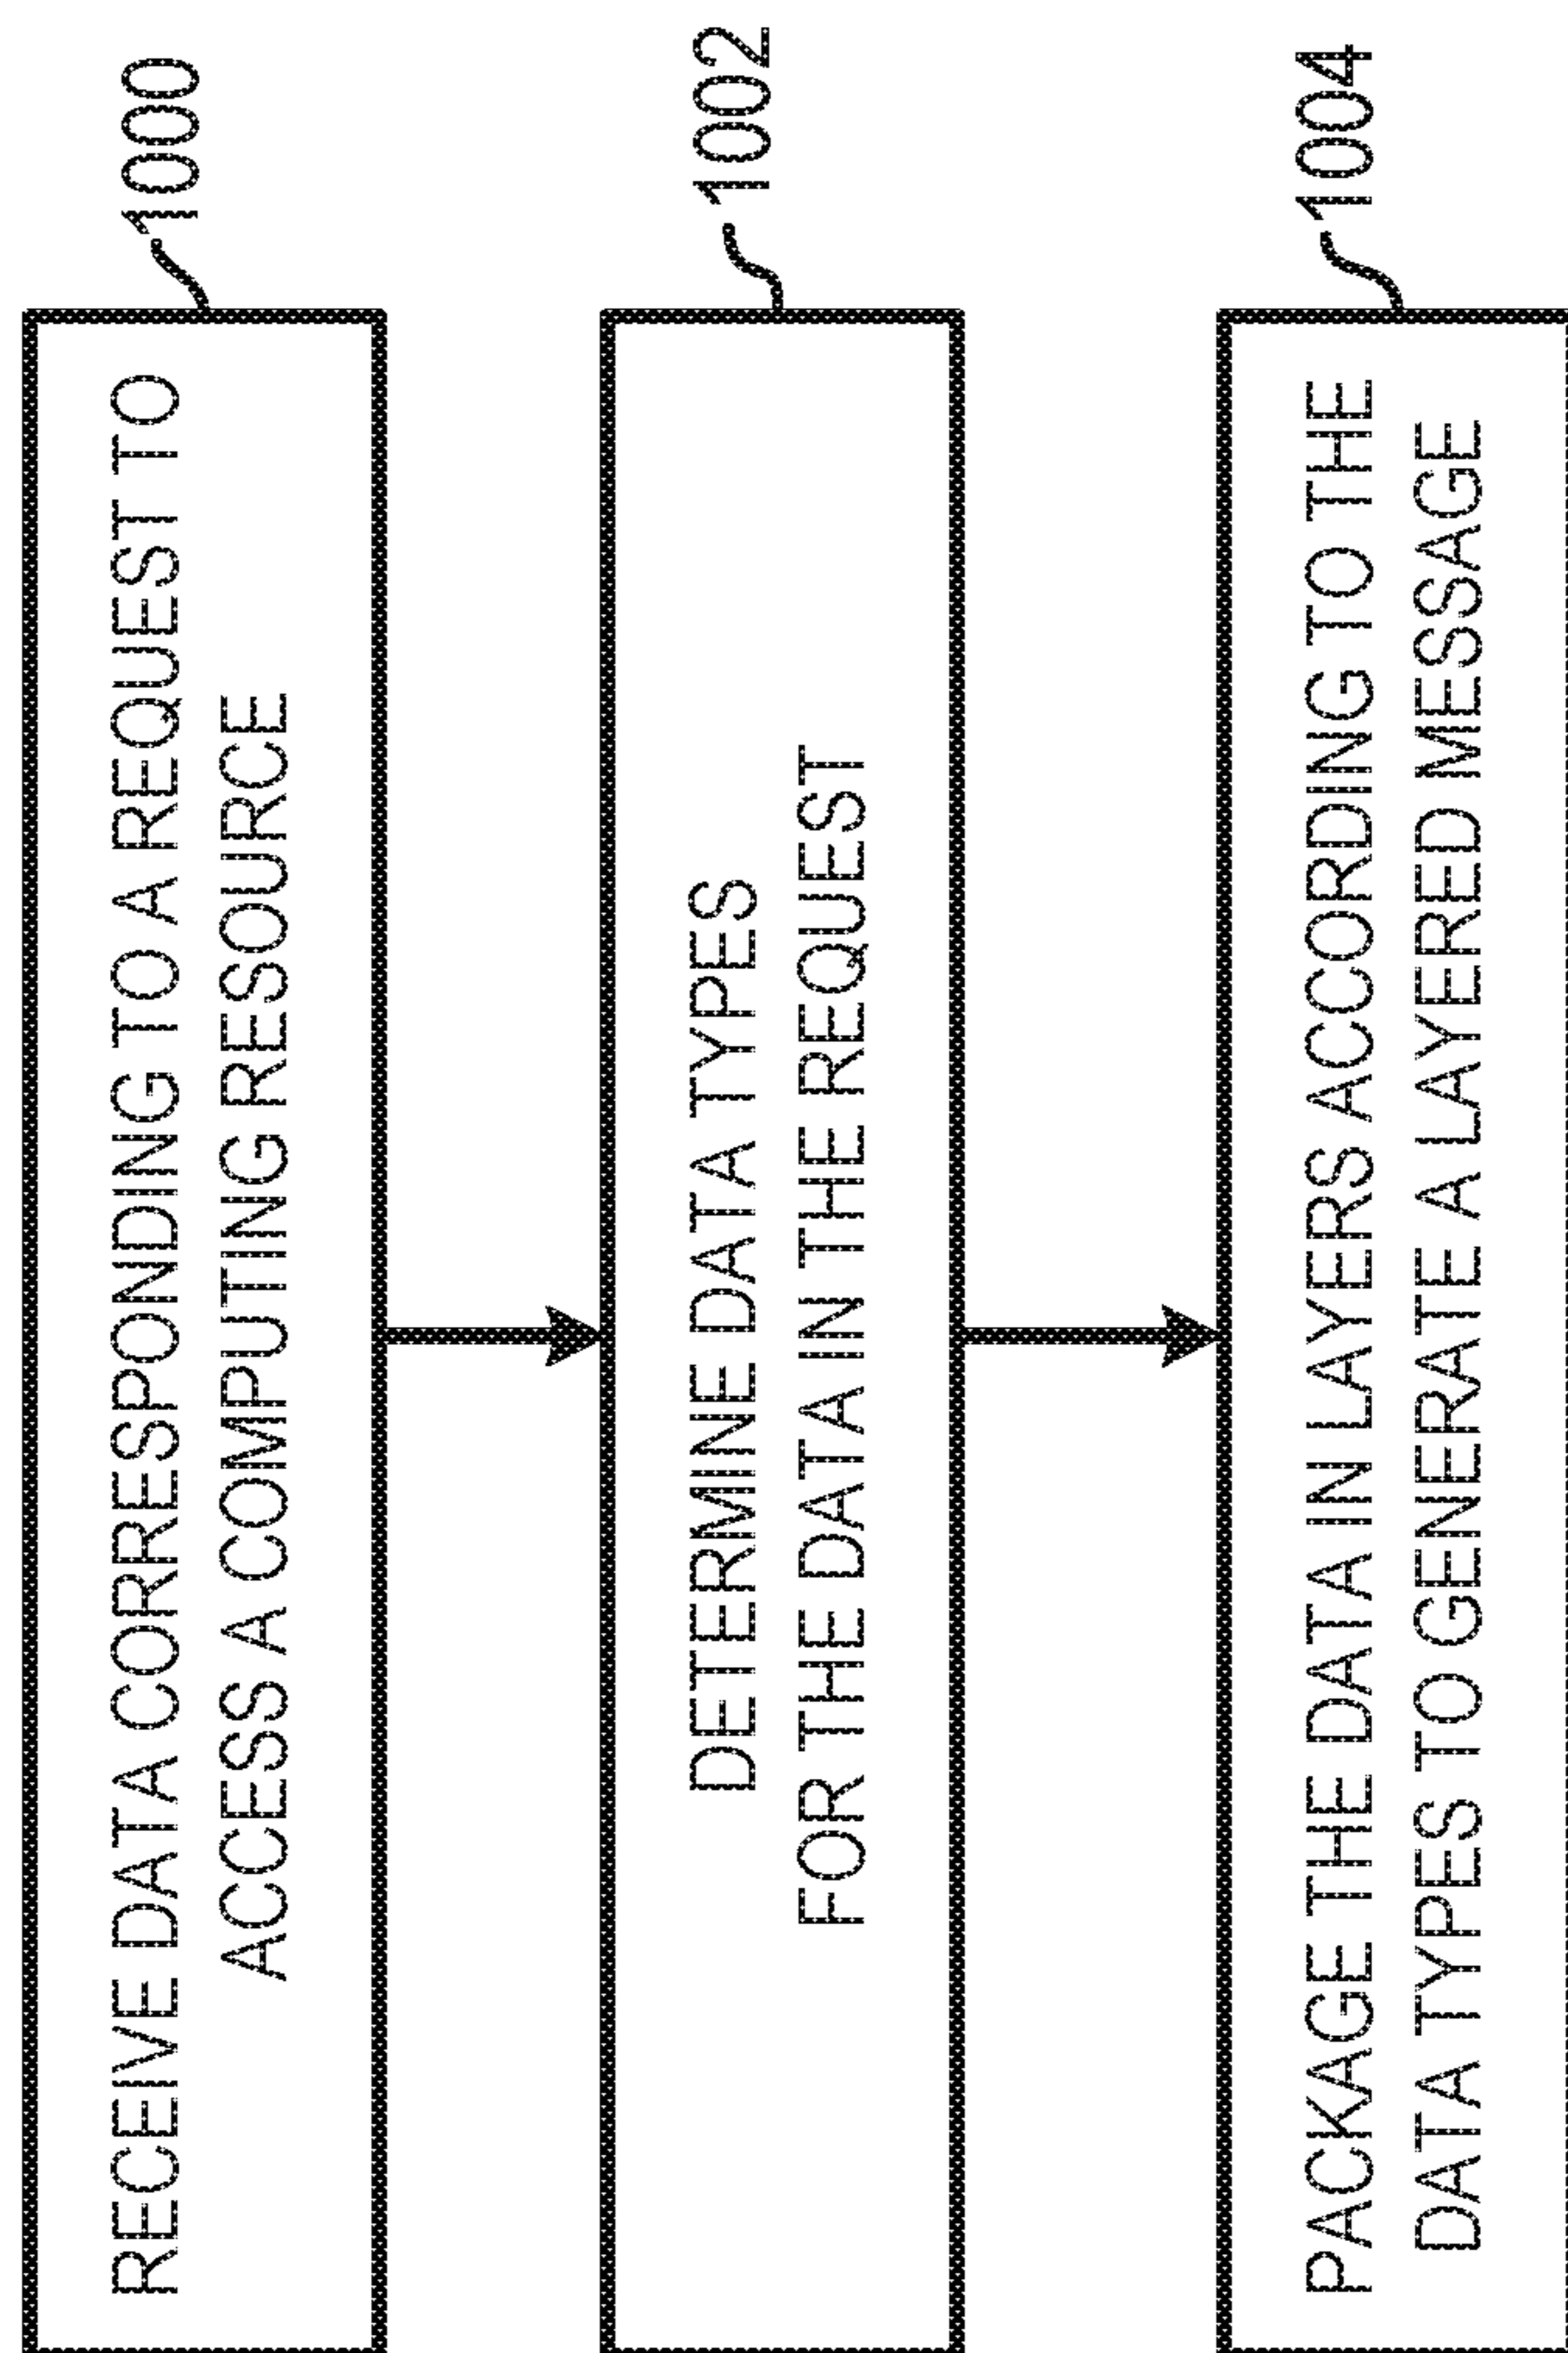 RECEIVE DATA CORRESPONDING TO A REQUEST TO
ACCESS A COMPUTING RESOURCE
1000
DETERMINE DATA TYPES
FOR THE DATA IN THE REQUEST
1002
PACKAGE THE DATA IN LAYERS ACCORDING TO THE
DATA TYPES TO GENERATE A LAYERED MESSAGE
1004